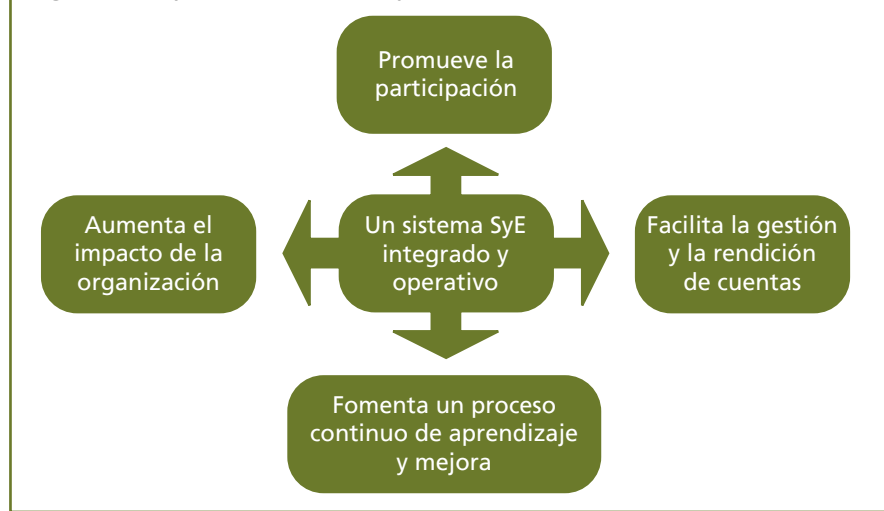 Promueve la
participación
Aumenta el
impacto de la
organización
Un sistema SyE
integrado y
operativo
Facilita la gestión
y la rendición
de cuentas
Fomenta un proceso
continuo de aprendizaje
y mejora